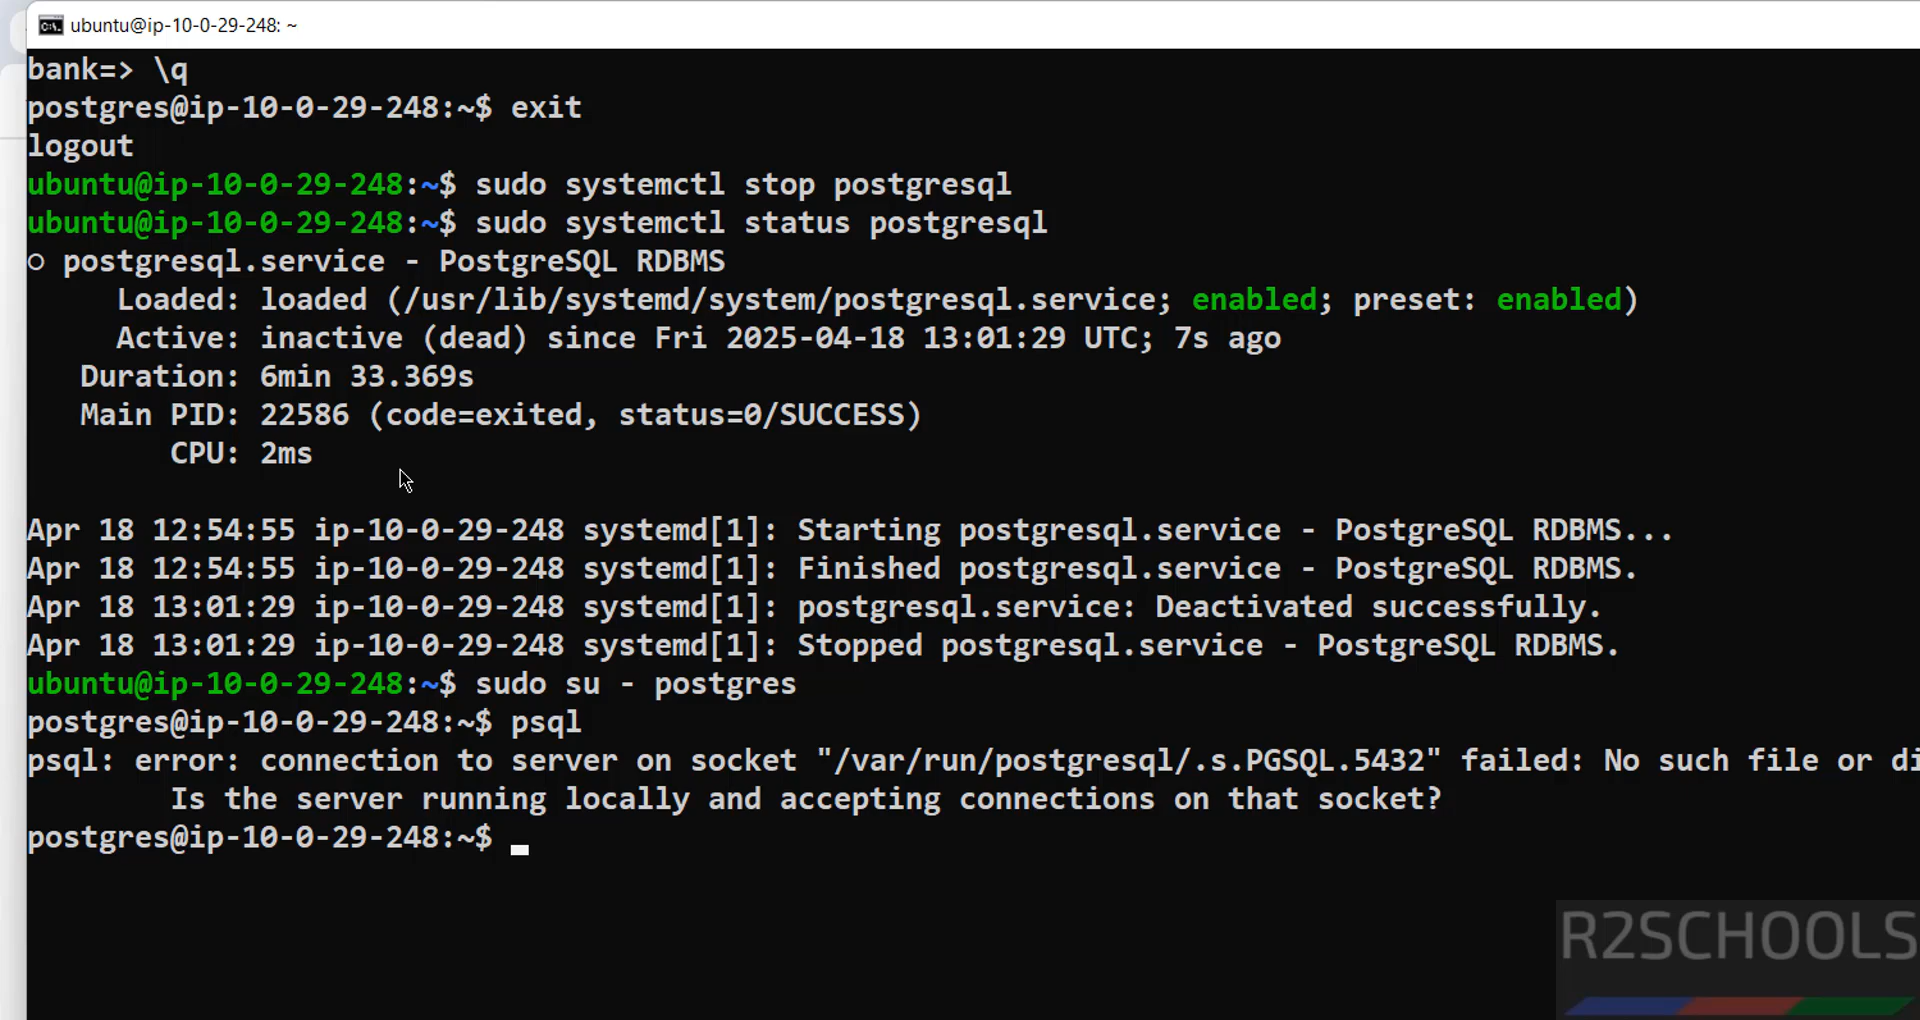 ubuntu@ip-10-0-29-248: ~
bank=> \q
postgres@ip-10-0-29-248:~$ exit
logout
ubuntu@ip-10-0-29-248:~$ sudo systemctl stop postgresql
ubuntu@ip-10-0-29-248:~$ sudo systemctl status postgresql
○ postgresql.service - PostgreSQL RDBMS
     Loaded: loaded (/usr/lib/systemd/system/postgresql.service; enabled; preset: enabled)
     Active: inactive (dead) since Fri 2025-04-18 13:01:29 UTC; 7s ago
   Duration: 6min 33.369s
   Main PID: 22586 (code=exited, status=0/SUCCESS)
        CPU: 2ms
Apr 18 12:54:55 ip-10-0-29-248 systemd[1]: Starting postgresql.service - PostgreSQL RDBMS...
Apr 18 12:54:55 ip-10-0-29-248 systemd[1]: Finished postgresql.service - PostgreSQL RDBMS.
Apr 18 13:01:29 ip-10-0-29-248 systemd[1]: postgresql.service: Deactivated successfully.
Apr 18 13:01:29 ip-10-0-29-248 systemd[1]: Stopped postgresql.service - PostgreSQL RDBMS.
ubuntu@ip-10-0-29-248:~$ sudo su - postgres
postgres@ip-10-0-29-248:~$ psql
psql: error: connection to server on socket "/var/run/postgresql/.s.PGSQL.5432" failed: No such file or di
        Is the server running locally and accepting connections on that socket?
postgres@ip-10-0-29-248:~$
R2SCHOOLS